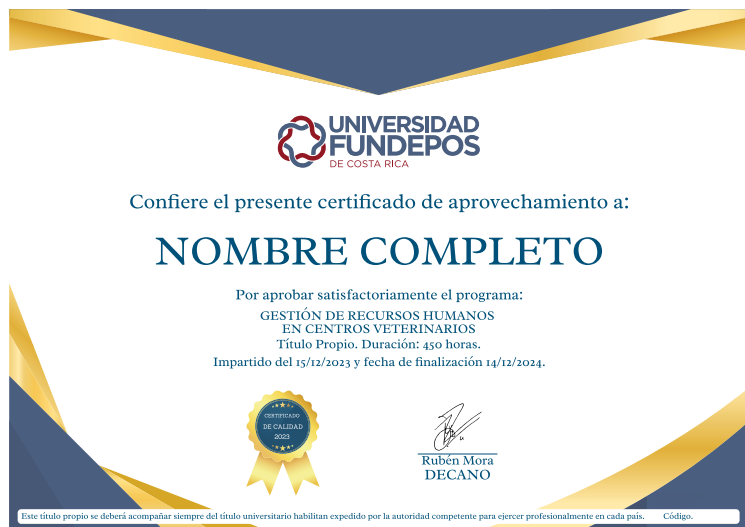 UNIVERSIDAD
FUNDEPOS
DE COSTA RICA
Confiere el presente certificado de aprovechamiento a:
NOMBRE COMPLETO
Por aprobar satisfactoriamente el programa:
GESTIÓN DE RECURSOS HUMANOS
EN CENTROS VETERINARIOS
Título Propio. Duración: 450 horas.
Impartido del 15/12/2023 y fecha de finalización 14/12/2024.
CERTIFICADO
DE CALIDAD
2023
Rubén Mora
DECANO
Este título propio se deberá acompañar siempre del título universitario habilitan expedido por la autoridad competente para ejercer profesionalmente en cada país. Código.